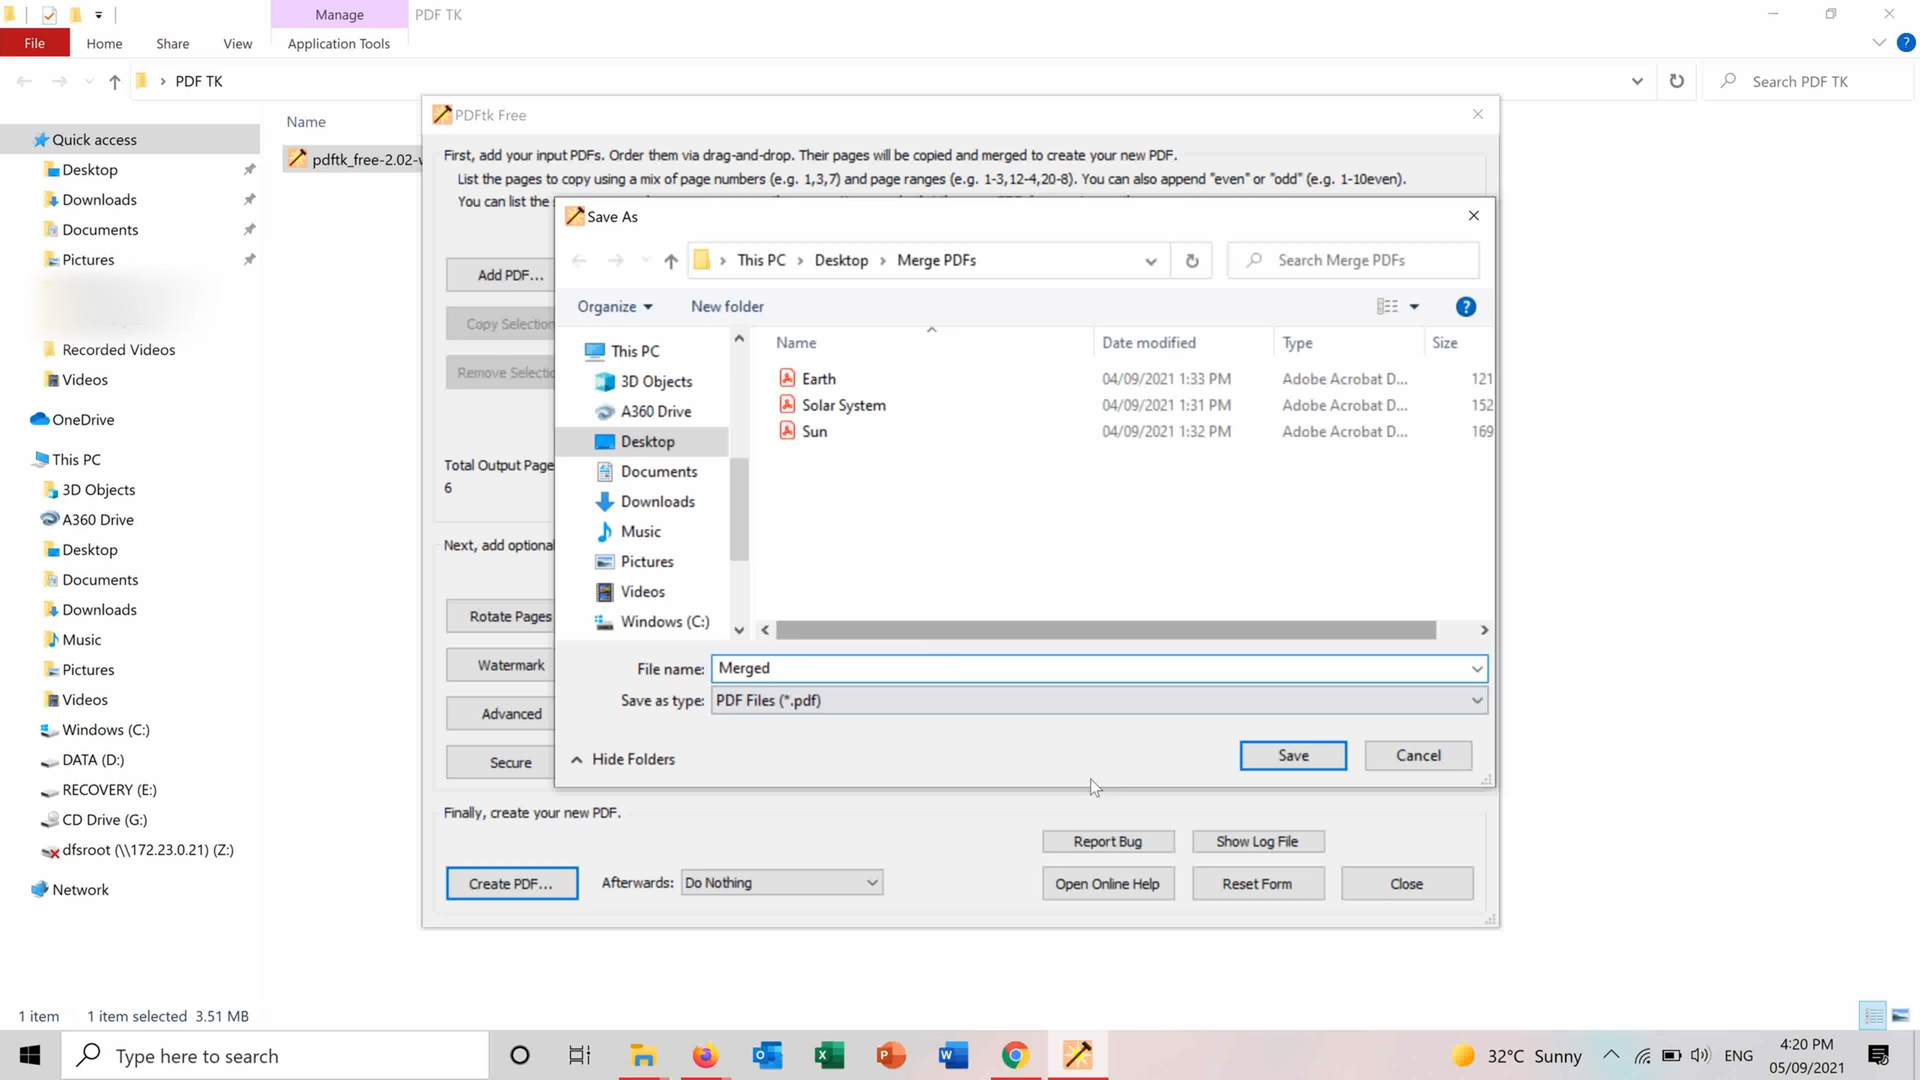 Manage
PDF TK
File
Home
Share
View
Application Tools
PDF TK
Search PDF TK
Quick access
Desktop
Downloads
Documents
Pictures
Recorded Videos
Videos
OneDrive
This PC
3D Objects
A360 Drive
Desktop
Documents
Downloads
Music
Pictures
Videos
Windows (C:)
DATA (D:)
RECOVERY (E:)
CD Drive (G:)
dfsroot (\\172.23.0.21) (Z:)
Network
Name
pdftk_free-2.02-w
PDFtk Free
First, add your input PDFs. Order them via drag-and-drop. Their pages will be copied and merged to create your new PDF.
List the pages to copy using a mix of page numbers (e.g. 1,3,7) and page ranges (e.g. 1-3,12-4,20-8). You can also append "even" or "odd" (e.g. 1-10even).
You can list the
Add PDF...
Copy Selection
Remove Selectio
Total Output Page
6
Next, add optional
Rotate Pages
Watermark
Advanced
Secure
Save As
This PC
Desktop
Merge PDFs
Search Merge PDFs
Organize
New folder
This PC
3D Objects
A360 Drive
Desktop
Documents
Downloads
Music
Pictures
Videos
Windows (C:)
Name Date modified Type Size
Earth 04/09/2021 1:33 PM Adobe Acrobat D... 121
Solar System 04/09/2021 1:31 PM Adobe Acrobat D... 152
Sun 04/09/2021 1:32 PM Adobe Acrobat D... 169
File name: Merged
Save as type: PDF Files (*.pdf)
Hide Folders
Save
Cancel
Finally, create your new PDF.
Report Bug
Show Log File
Create PDF...
Afterwards: Do Nothing
Open Online Help
Reset Form
Close
1 item
1 item selected 3.51 MB
Type here to search
32°C Sunny
ENG
4:20 PM
05/09/2021